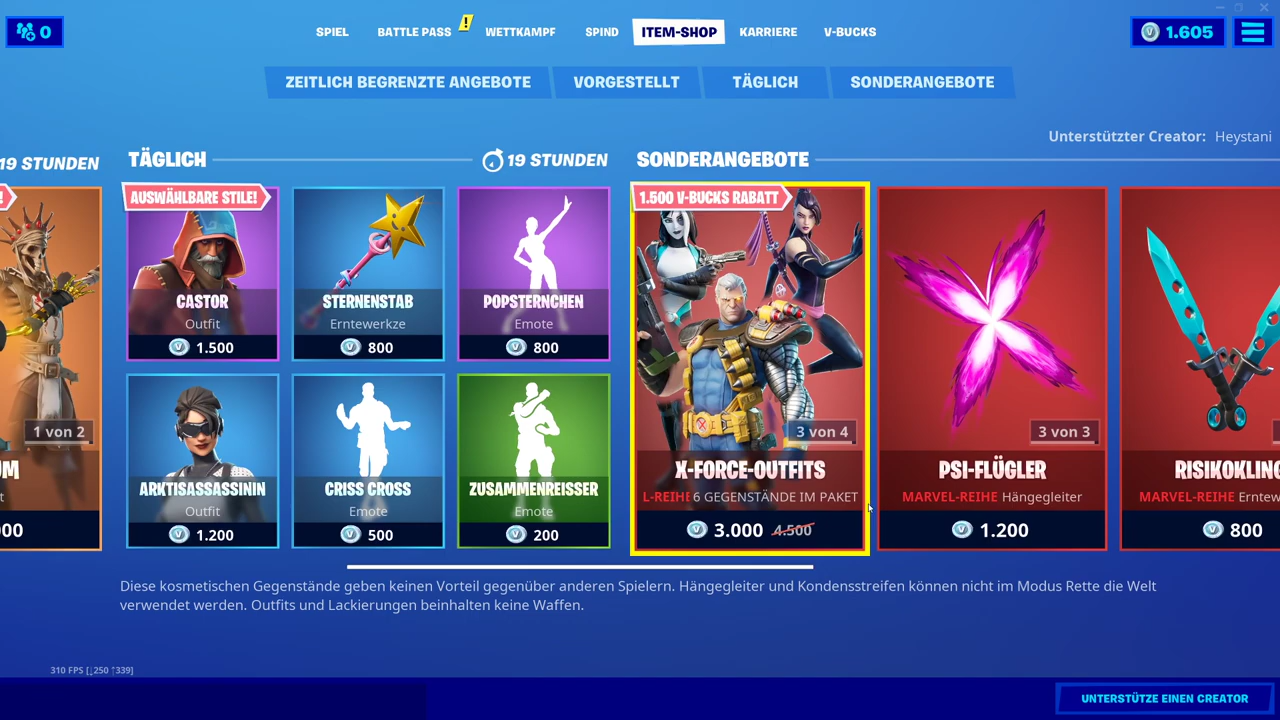 0
SPIEL
BATTLE PASS
!
WETTKAMPF
SPIND
ITEM-SHOP
KARRIERE
V-BUCKS
1.605
ZEITLICH BEGRENZTE ANGEBOTE
VORGESTELLT
TÄGLICH
SONDERANGEBOTE
Unterstützter Creator: Heystani
19 STUNDEN
TÄGLICH
19 STUNDEN
SONDERANGEBOTE
1 von 2
AUSWÄHLBARE STILE!
CASTOR
Outfit
1.500
STERNENSTAB
Erntewerkze
800
POPSTERNCHEN
Emote
800
ARKTISASSASSININ
Outfit
1.200
CRISS CROSS
Emote
500
ZUSAMMENREISSER
Emote
200
1.500 V-BUCKS RABATT
3 von 4
X-FORCE-OUTFITS
L-REIHE 6 GEGENSTÄNDE IM PAKET
3.000 4.500
3 von 3
PSI-FLÜGLER
MARVEL-REIHE Hängegleiter
1.200
RISIKOKLING
MARVEL-REIHE Erntew
800
Diese kosmetischen Gegenstände geben keinen Vorteil gegenüber anderen Spielern. Hängegleiter und Kondensstreifen können nicht im Modus Rette die Welt
verwendet werden. Outfits und Lackierungen beinhalten keine Waffen.
310 FPS [↓250 ↑339]
UNTERSTÜTZE EINEN CREATOR